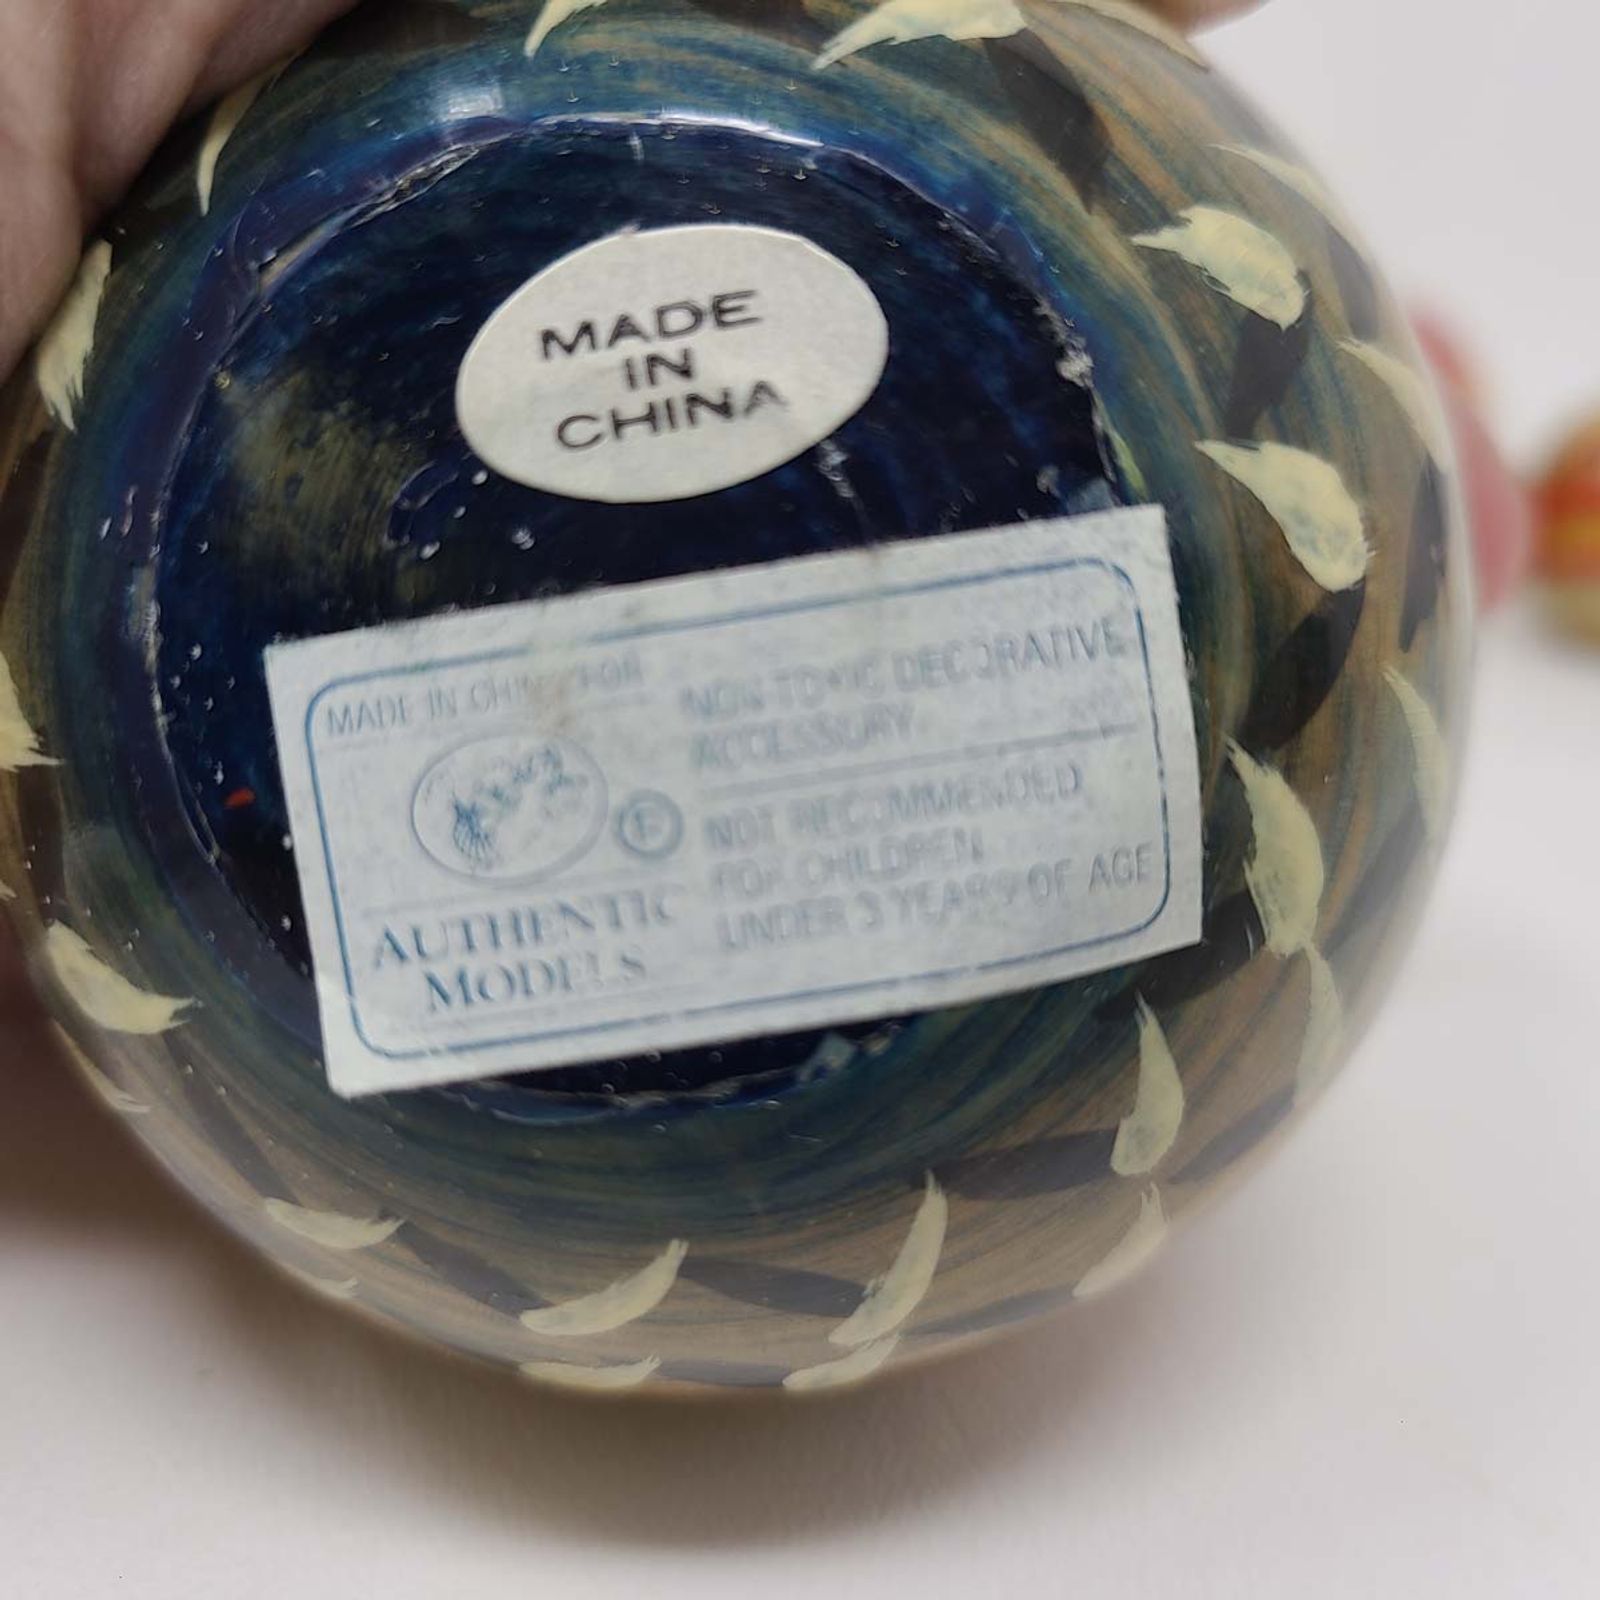 MADE
IN
CHINA
MADE IN CHINA FOR
AUTHENTIC
MODELS
NON TOXIC DECORATIVE
ACCESSORY.
NOT RECOMMENDED
FOR CHILDREN
UNDER 3 YEARS OF AGE